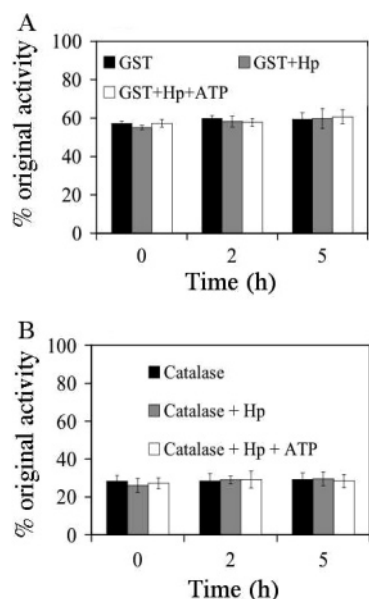 A
% original activity
100
80
60
40
20
0
GST GST+Hp
GST+Hp+ATP
0 2 5
Time (h)
B
% original activity
100
80
60
40
20
0
Catalase
Catalase + Hp
Catalase + Hp + ATP
0 2 5
Time (h)